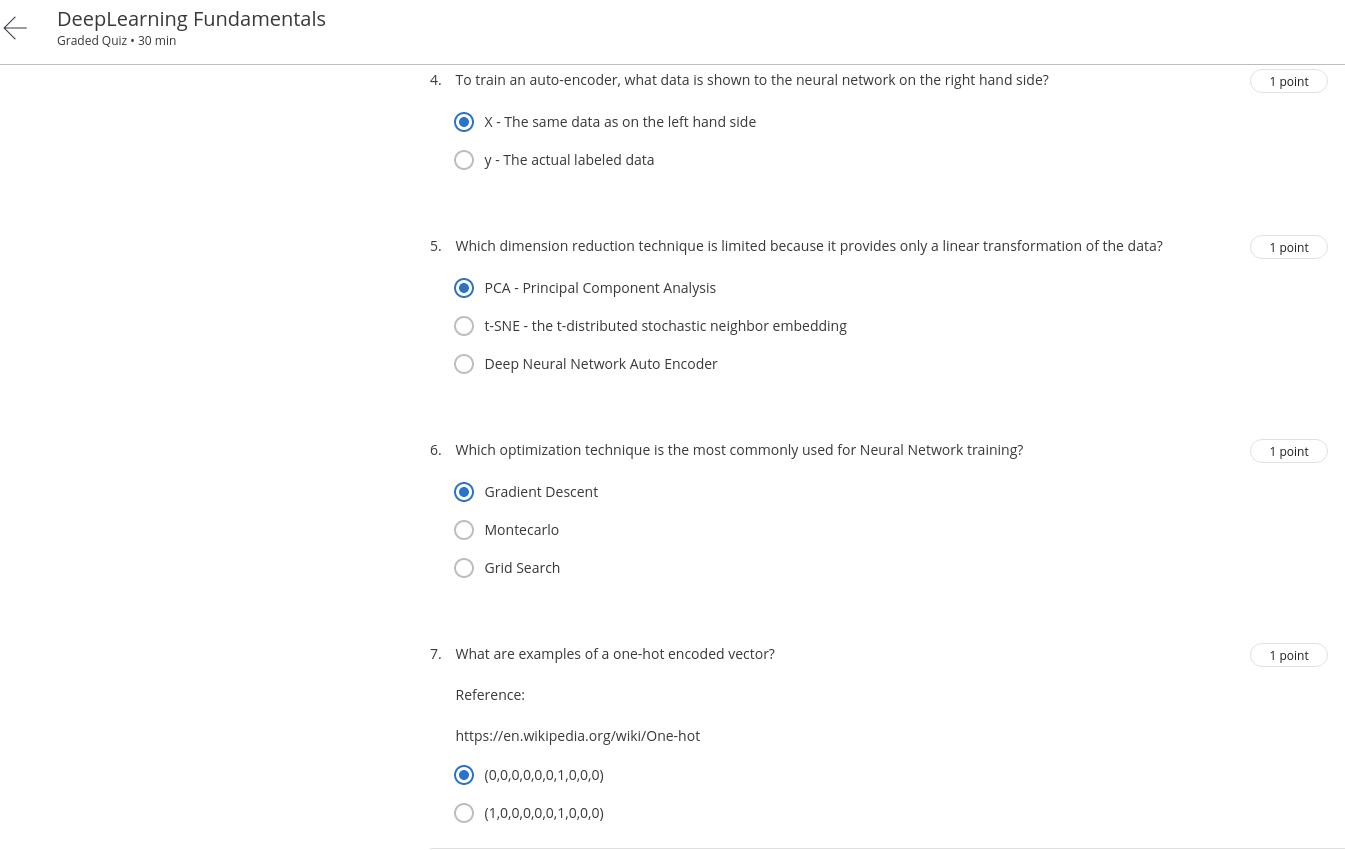 DeepLearning Fundamentals
Graded Quiz • 30 min
4. To train an auto-encoder, what data is shown to the neural network on the right hand side? 1 point
X - The same data as on the left hand side
y - The actual labeled data
5. Which dimension reduction technique is limited because it provides only a linear transformation of the data? 1 point
PCA - Principal Component Analysis
t-SNE - the t-distributed stochastic neighbor embedding
Deep Neural Network Auto Encoder
6. Which optimization technique is the most commonly used for Neural Network training? 1 point
Gradient Descent
Montecarlo
Grid Search
7. What are examples of a one-hot encoded vector? 1 point
Reference:
https://en.wikipedia.org/wiki/One-hot
(0,0,0,0,0,0,1,0,0,0)
(1,0,0,0,0,0,1,0,0,0)